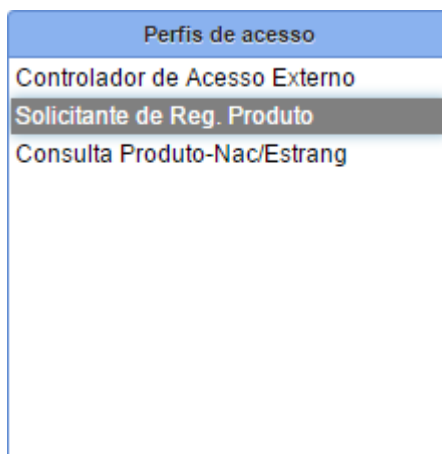 Perfis de acesso
Controlador de Acesso Externo
Solicitante de Reg. Produto
Consulta Produto-Nac/Estrang